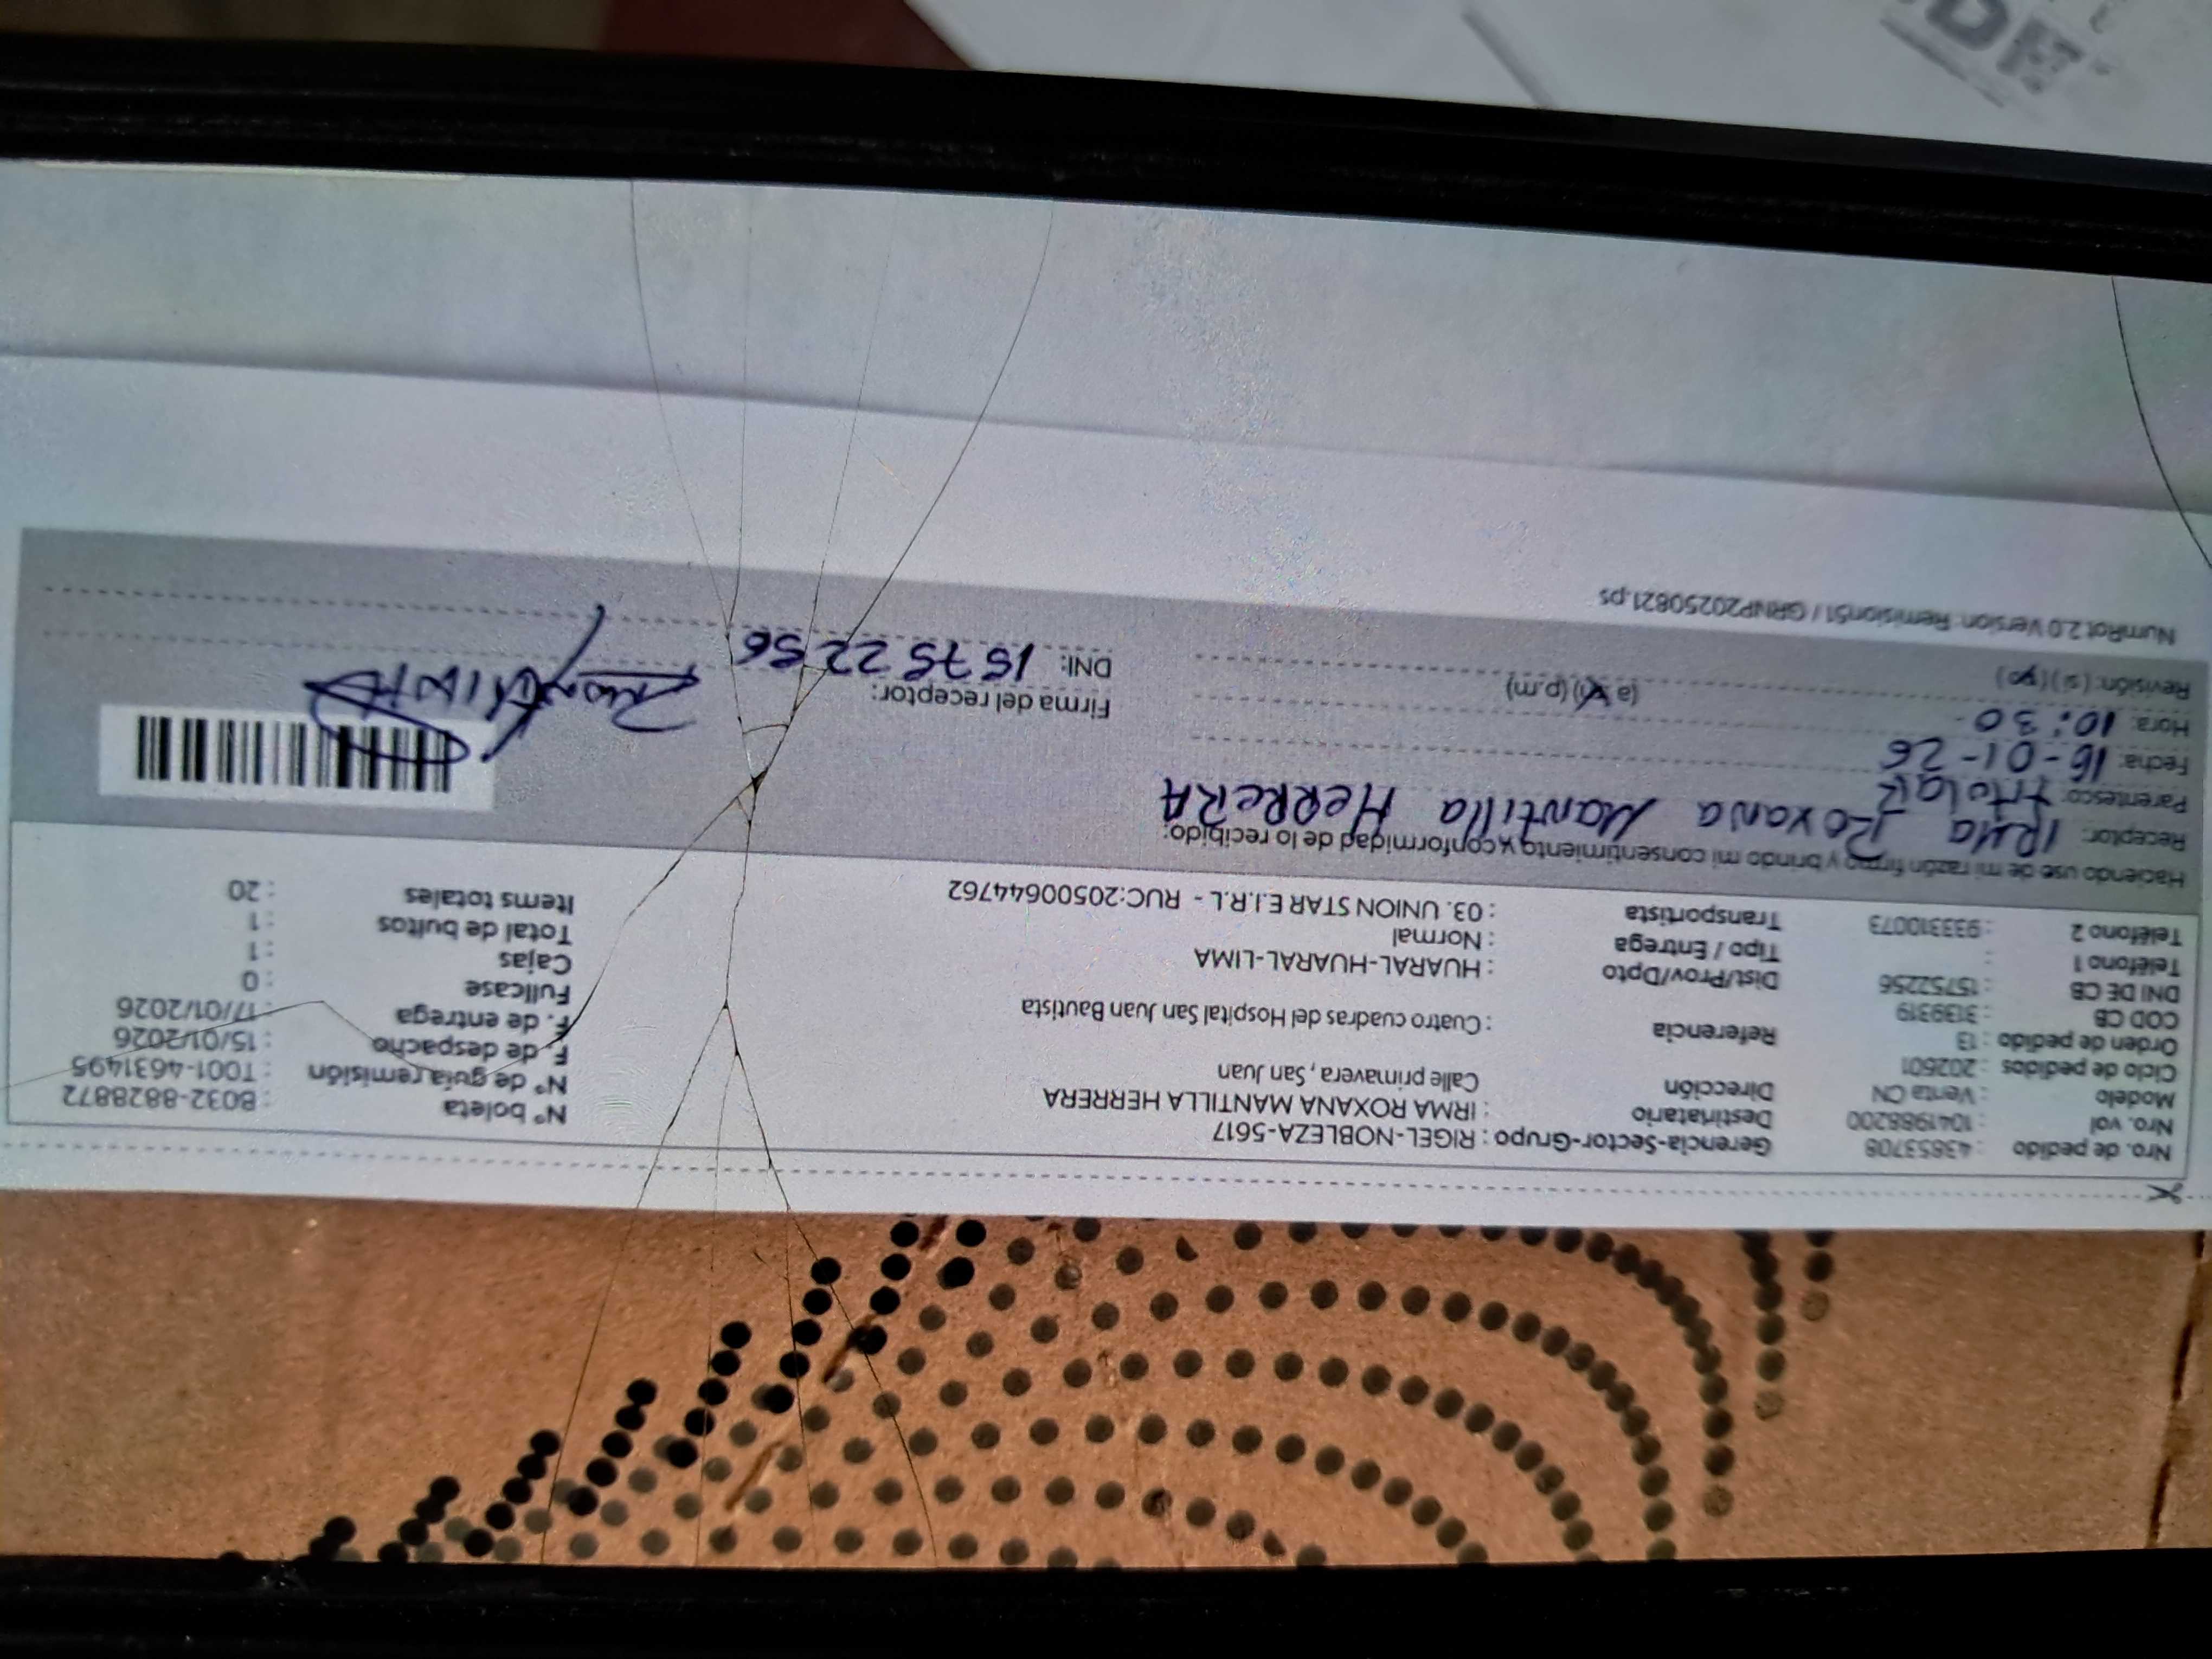 Nro. de pedido : 43853708
Nro. vol : 1041988200
Modelo : Venta CN
Ciclo de pedidos : 202601
Orden de pedido : 13
COD CB : 3139319
DNI DE CB : 15752256
Teléfono 1 :
Teléfono 2 : 933310073
Gerencia-Sector-Grupo : RIGEL-NOBLEZA-5617
Destinatario : IRMA ROXANA MANTILLA HERRERA
Dirección Calle primavera, San Juan
Referencia : Cuatro cuadras del Hospital San Juan Bautista
Dist/Prov/Dpto : HUARAL-HUARAL-LIMA
Tipo / Entrega : Normal
Transportista : 03. UNION STAR E.I.R.L - RUC:20500644762
N° boleta : B032-8828872
N° de guía remisión : T001-4631495
F. de despacho : 15/01/2026
F. de entrega : 17/01/2026
Fullcase : 0
Cajas : 1
Total de bultos : 1
Items totales : 20
Haciendo uso de mi razón firmo y brindo mi consentimiento y conformidad de lo recibido:
Receptor: IRMA Roxana Mantilla HeRReRA
Parentesco: titolar
Fecha: 16-01-26
Hora: 10:30 (a.m) (p.m)
Revisión: (si) (no)
Firma del receptor:
DNI: 15752256
NumRot 2.0 Version: Remision51 / GRNP20250821.ps